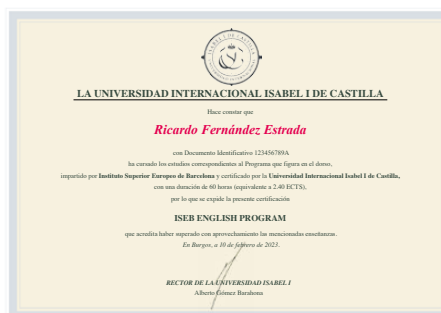 LA UNIVERSIDAD INTERNACIONAL ISABEL I DE CASTILLA
Hace constar que
Ricardo Fernández Estrada
con Documento Identificativo 123456789A
ha cursado los estudios correspondientes al Programa que figura en el dorso,
impartido por Instituto Superior Europeo de Barcelona y certificado por la Universidad Internacional Isabel I de Castilla,
con una duración de 60 horas (equivalente a 2.40 ECTS),
por lo que se expide la presente certificación
ISEB ENGLISH PROGRAM
que acredita haber superado con aprovechamiento las mencionadas enseñanzas.
En Burgos, a 10 de febrero de 2023.
RECTOR DE LA UNIVERSIDAD ISABEL I
Alberto Gómez Barahona